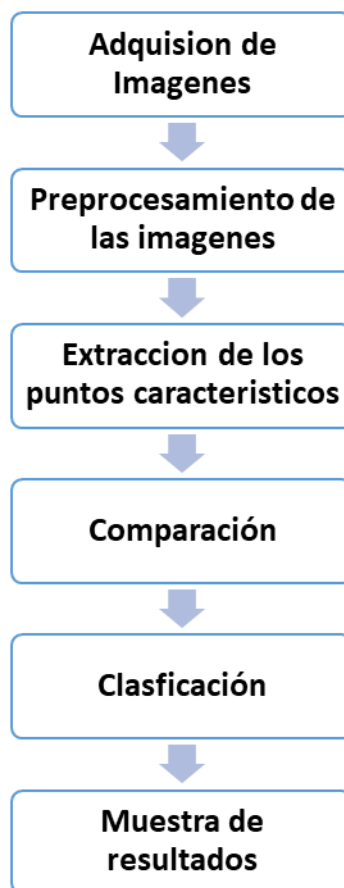 Adquision de
Imagenes
Preprocesamiento de
las imagenes
Extraccion de los
puntos caracteristicos
Comparación
Clasficación
Muestra de
resultados